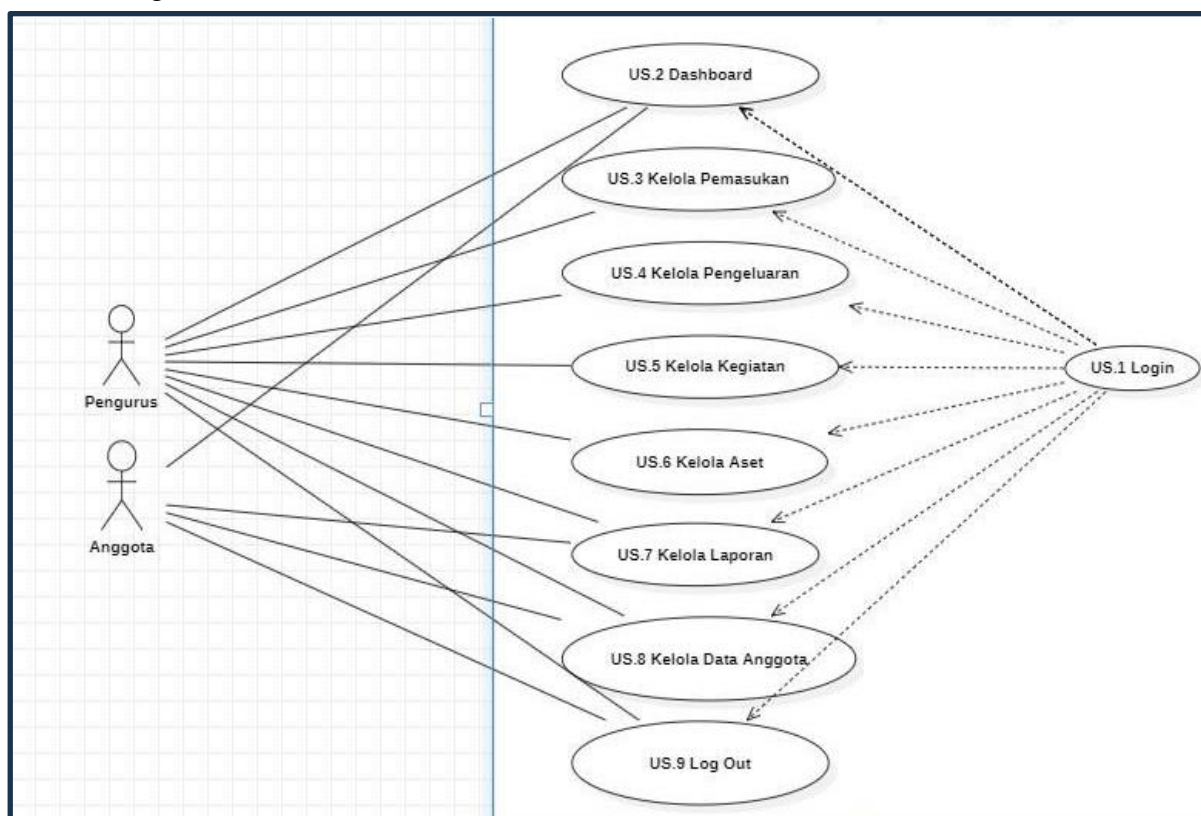 US.2 Dashboard
US.3 Kelola Pemasukan
US.4 Kelola Pengeluaran
US.5 Kelola Kegiatan
US.1 Login
Pengurus
US.6 Kelola Aset
Anggota
US.7 Kelola Laporan
US.8 Kelola Data Anggota
US.9 Log Out